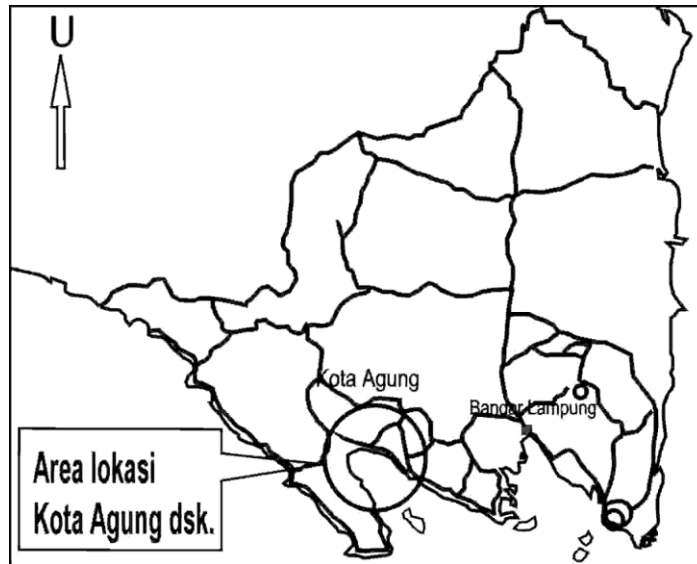 U
Kota Agung
Bandar Lampung
Area lokasi
Kota Agung dsk.